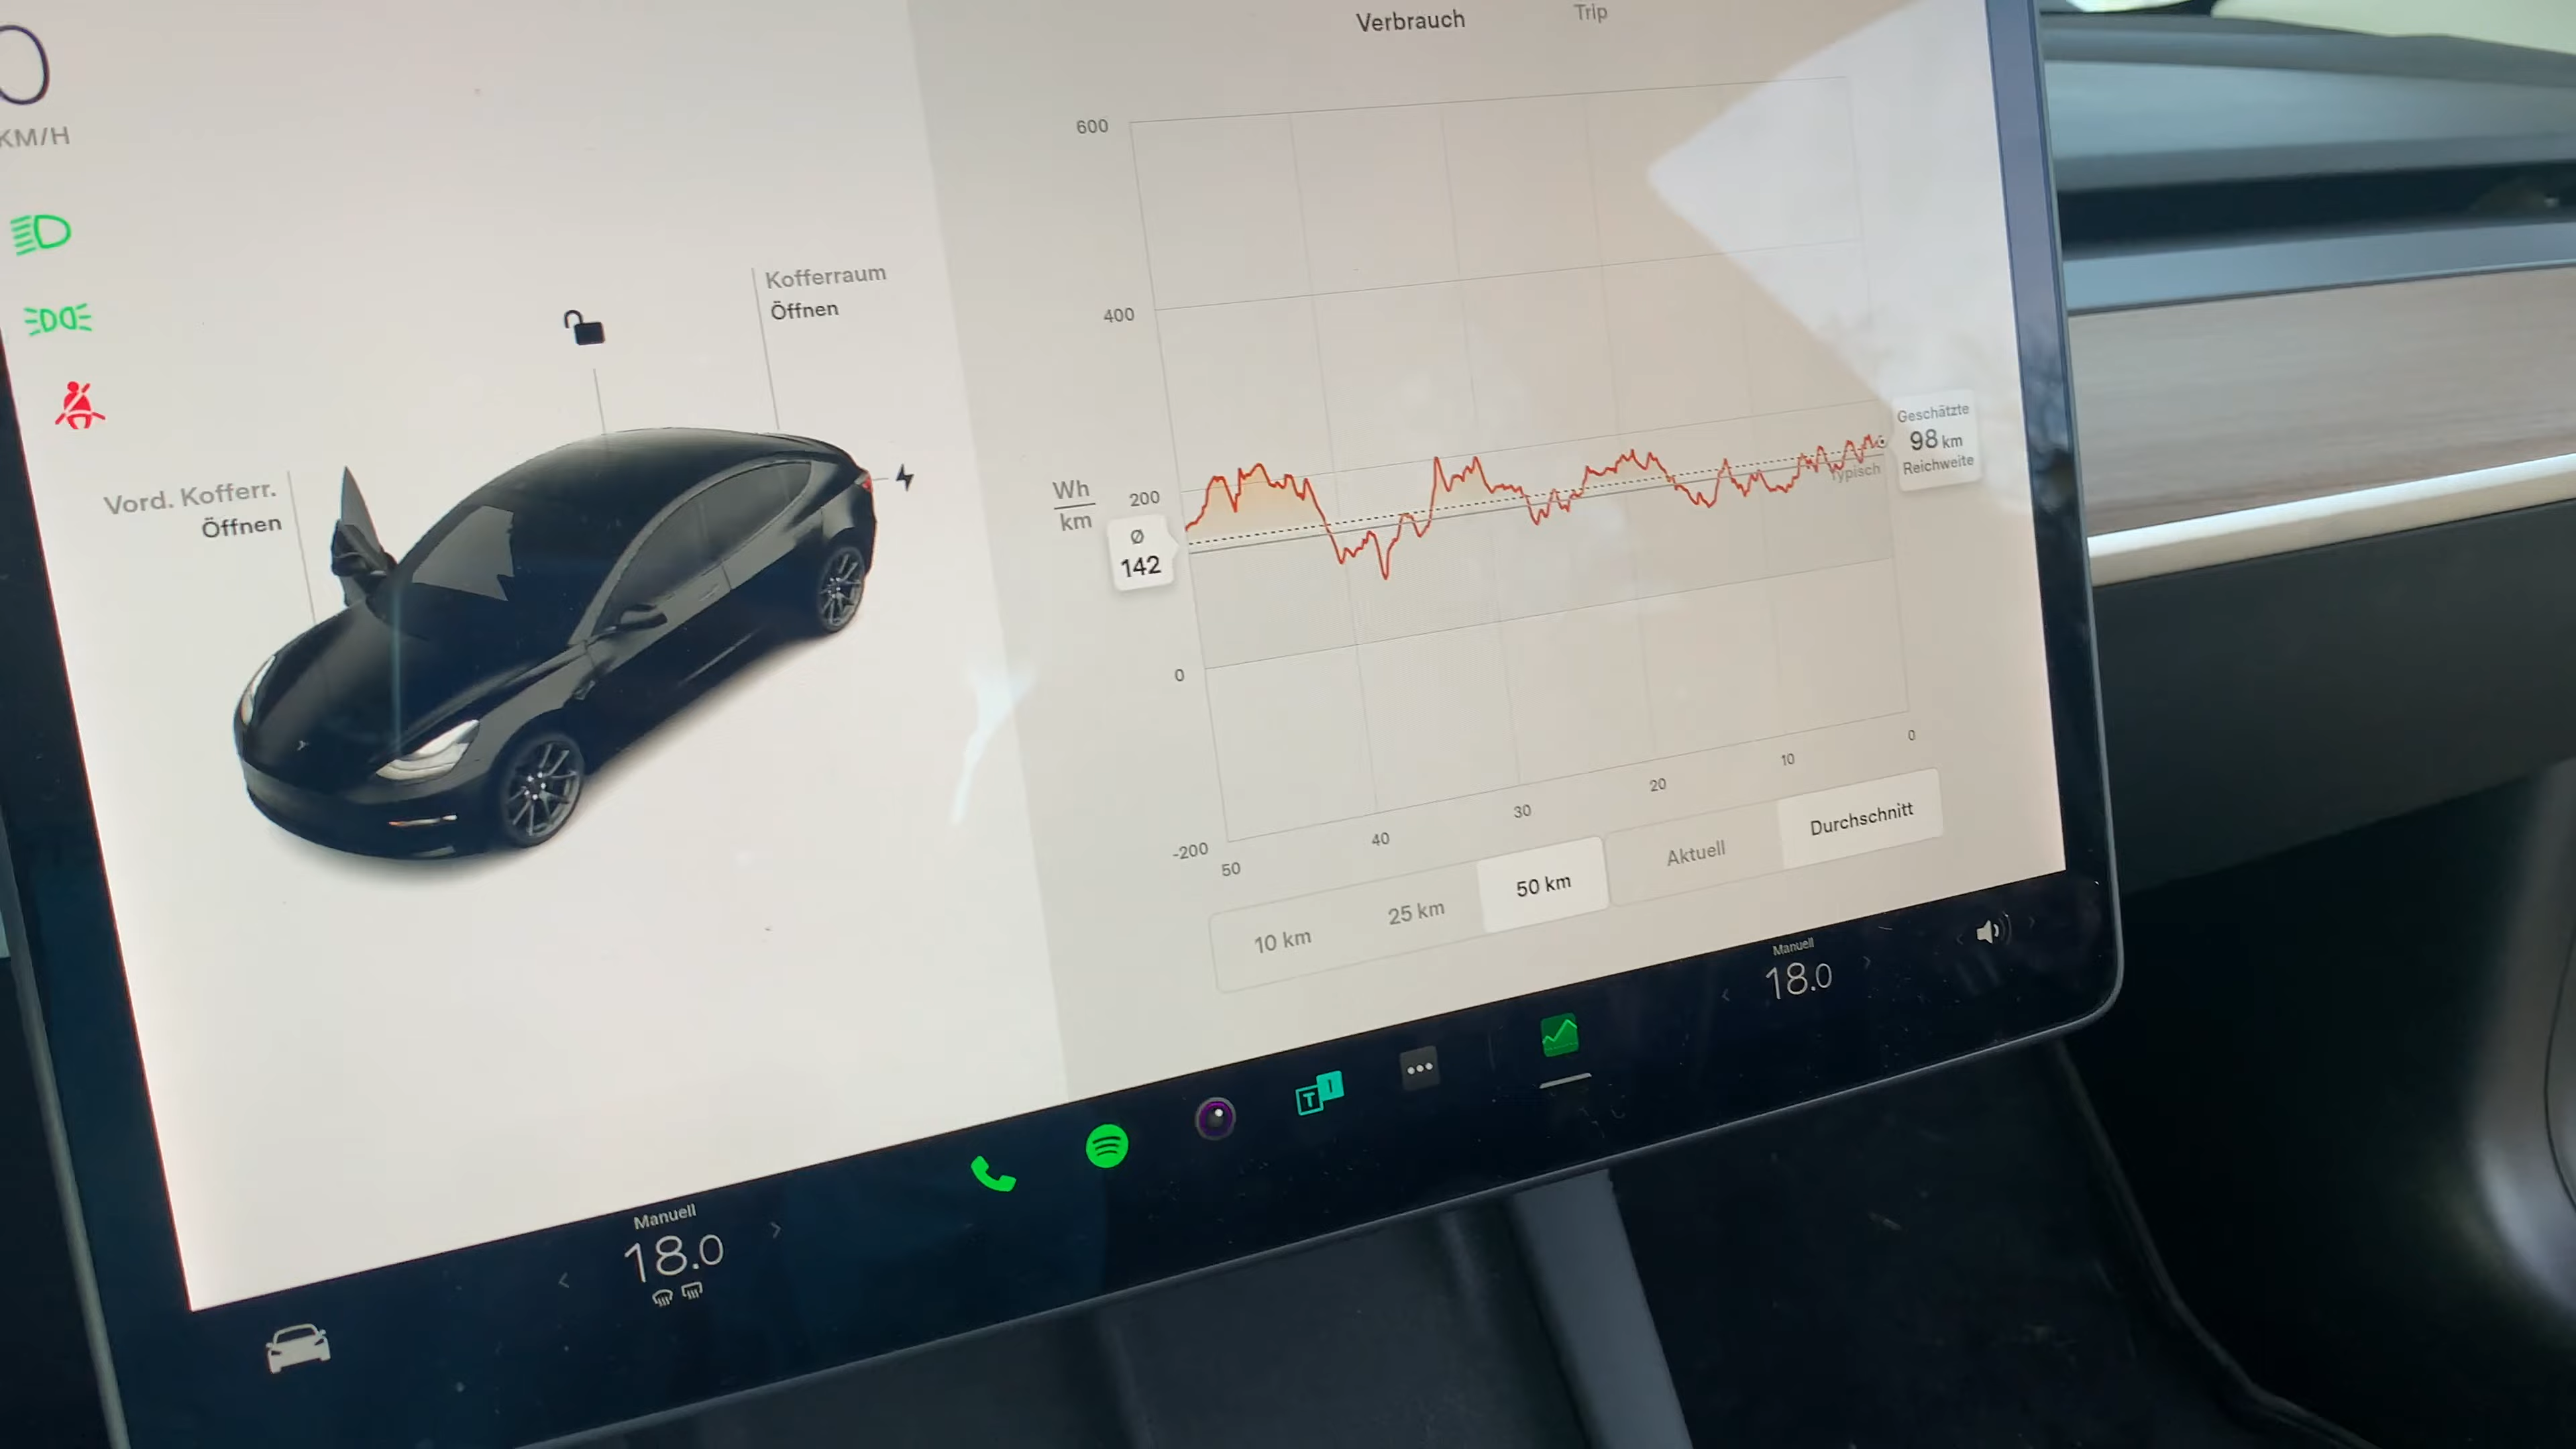 0
KM/H
Kofferraum
Öffnen
Vord. Kofferr.
Öffnen
Verbrauch
Trip
600
400
200
0
-200
Wh
km
Ø
142
Geschätzte
98 km
Reichweite
Typisch
50
40
30
20
10
0
10 km
25 km
50 km
Aktuell
Durchschnitt
Manuell
18.0
Manuell
18.0
T
I